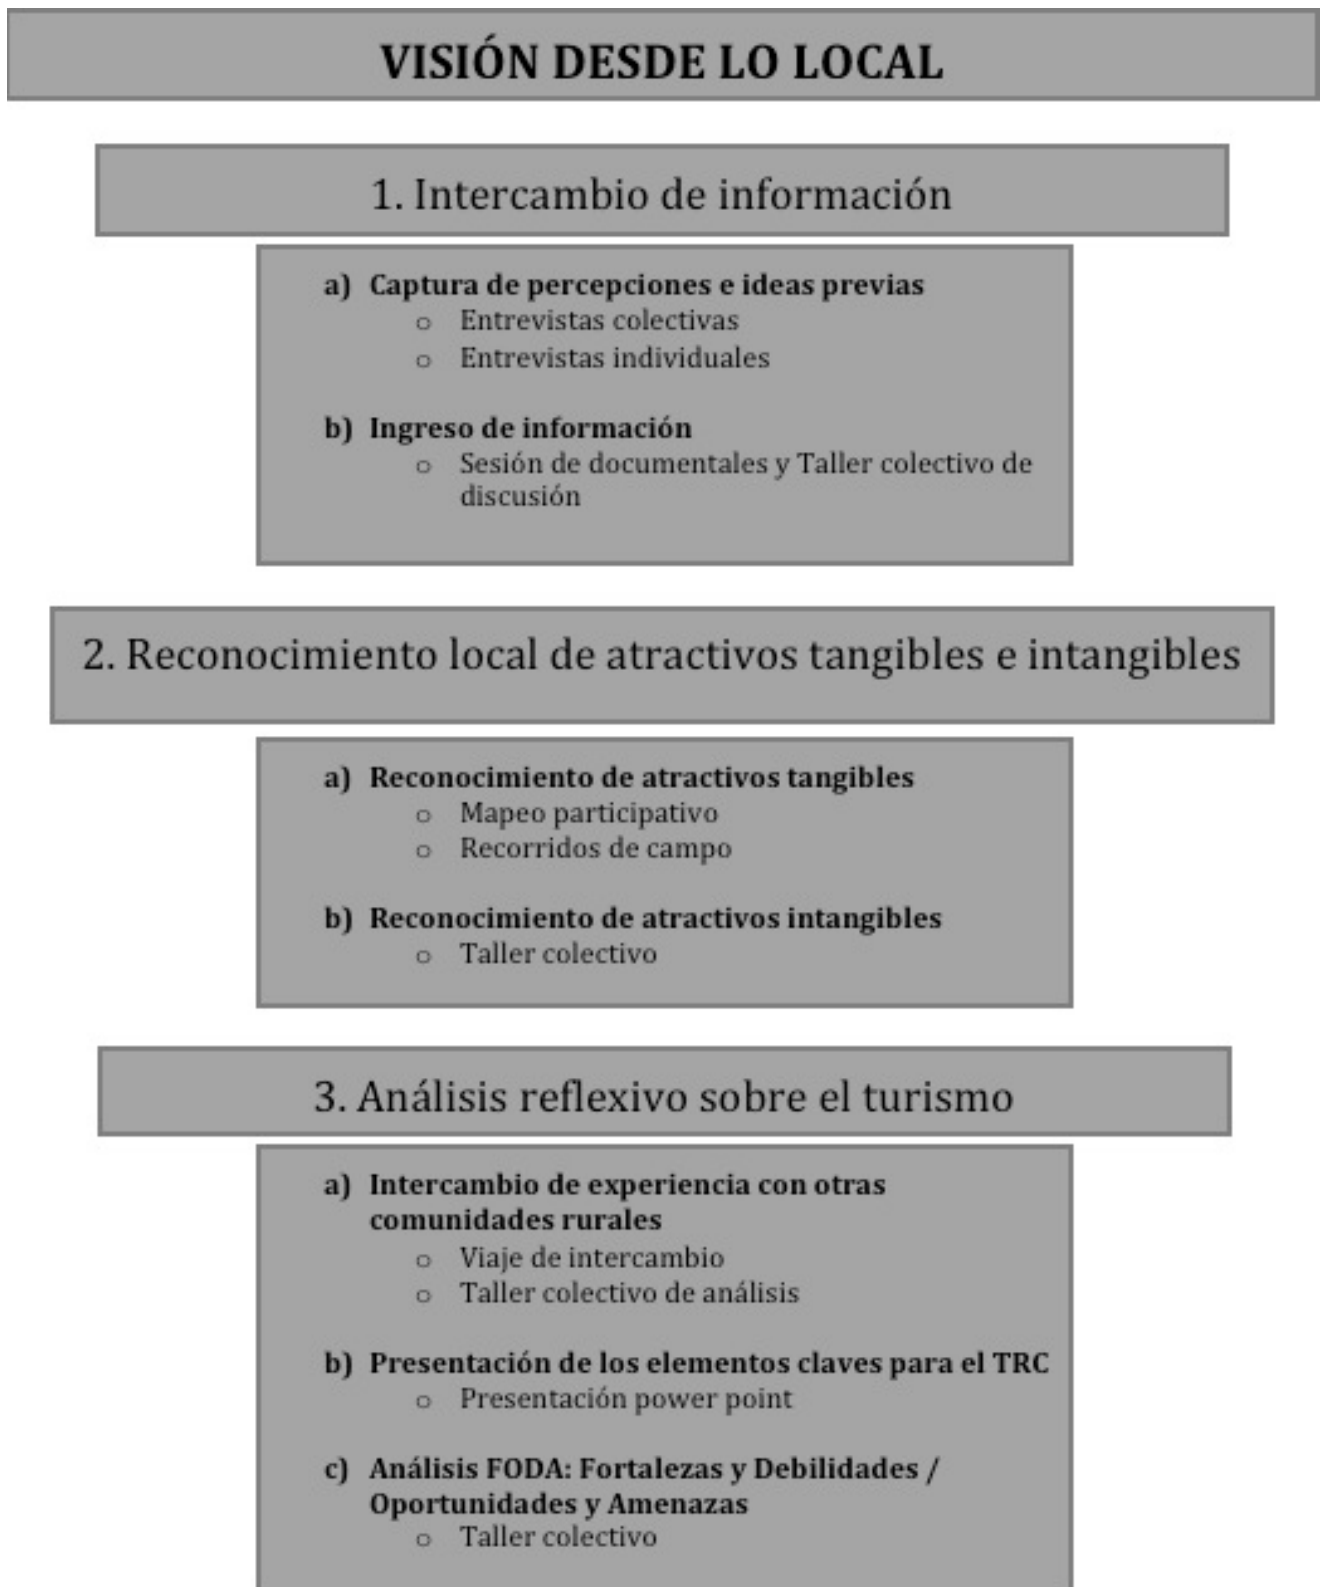 VISIÓN DESDE LO LOCAL
1. Intercambio de información
a) Captura de percepciones e ideas previas
o Entrevistas colectivas
o Entrevistas individuales
b) Ingreso de información
o Sesión de documentales y Taller colectivo de
discusión
2. Reconocimiento local de atractivos tangibles e intangibles
a) Reconocimiento de atractivos tangibles
o Mapeo participativo
o Recorridos de campo
b) Reconocimiento de atractivos intangibles
o Taller colectivo
3. Análisis reflexivo sobre el turismo
a) Intercambio de experiencia con otras
comunidades rurales
o Viaje de intercambio
o Taller colectivo de análisis
b) Presentación de los elementos claves para el TRC
o Presentación power point
c) Análisis FODA: Fortalezas y Debilidades /
Oportunidades y Amenazas
o Taller colectivo